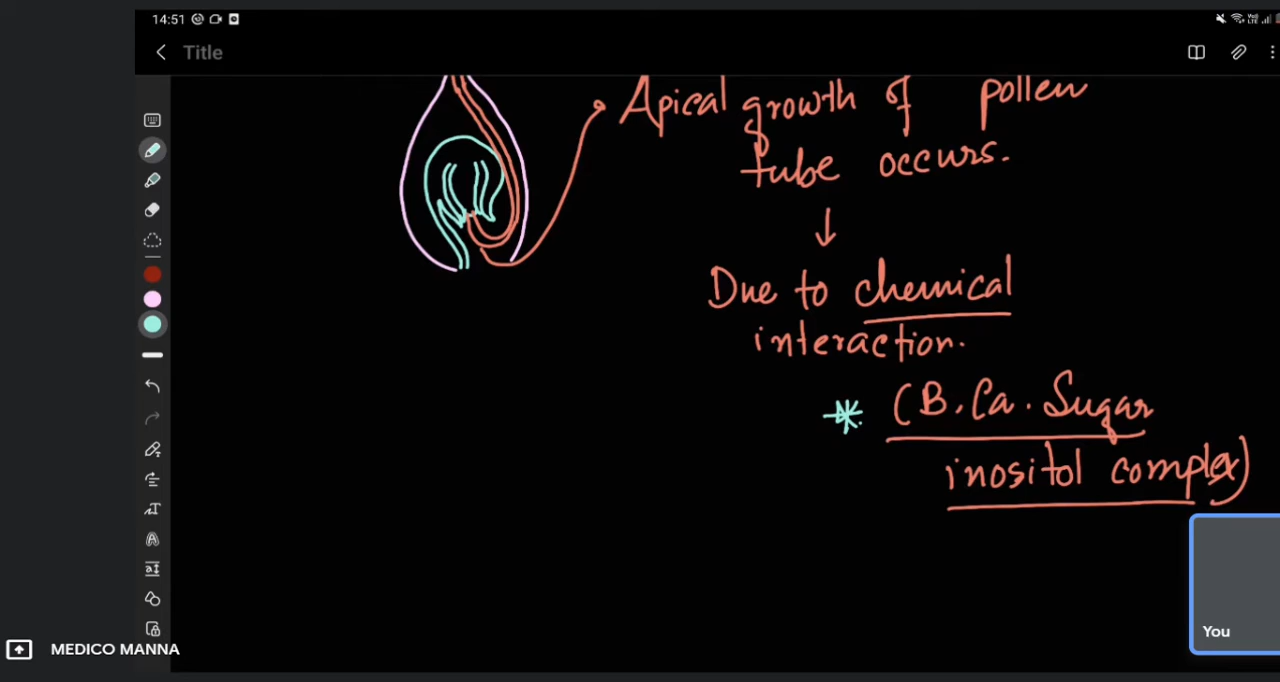 14:51
Title
Apical growth of pollen
tube occurs.
↓
Due to chemical
interaction.
* (B. Ca. Sugar
inositol complex)
You
MEDICO MANNA